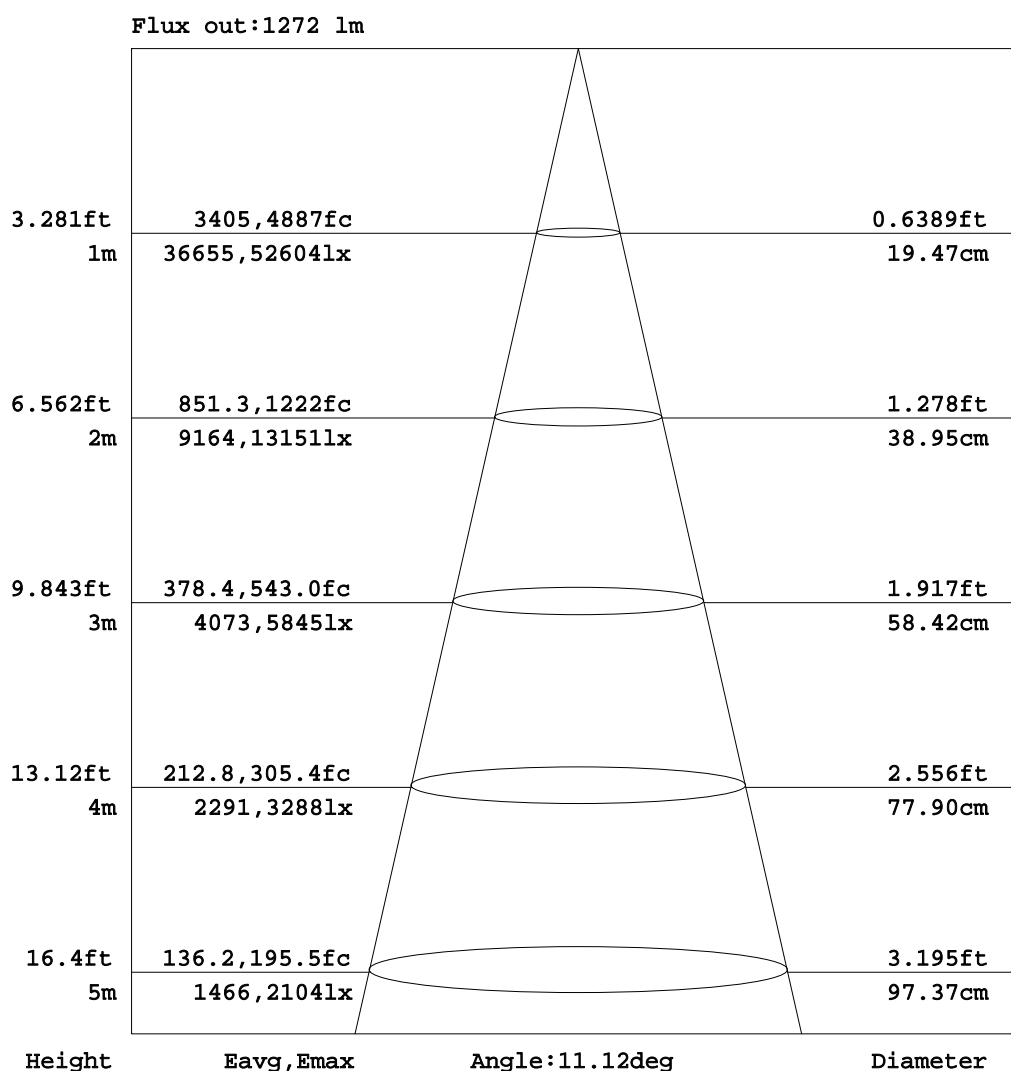 Flux out:1272 lm
3.281ft 3405,4887fc 0.6389ft
1m 36655,52604lx 19.47cm
6.562ft 851.3,1222fc 1.278ft
2m 9164,13151lx 38.95cm
9.843ft 378.4,543.0fc 1.917ft
3m 4073,5845lx 58.42cm
13.12ft 212.8,305.4fc 2.556ft
4m 2291,3288lx 77.90cm
16.4ft 136.2,195.5fc 3.195ft
5m 1466,2104lx 97.37cm
Height Eavg,Emax Angle:11.12deg Diameter